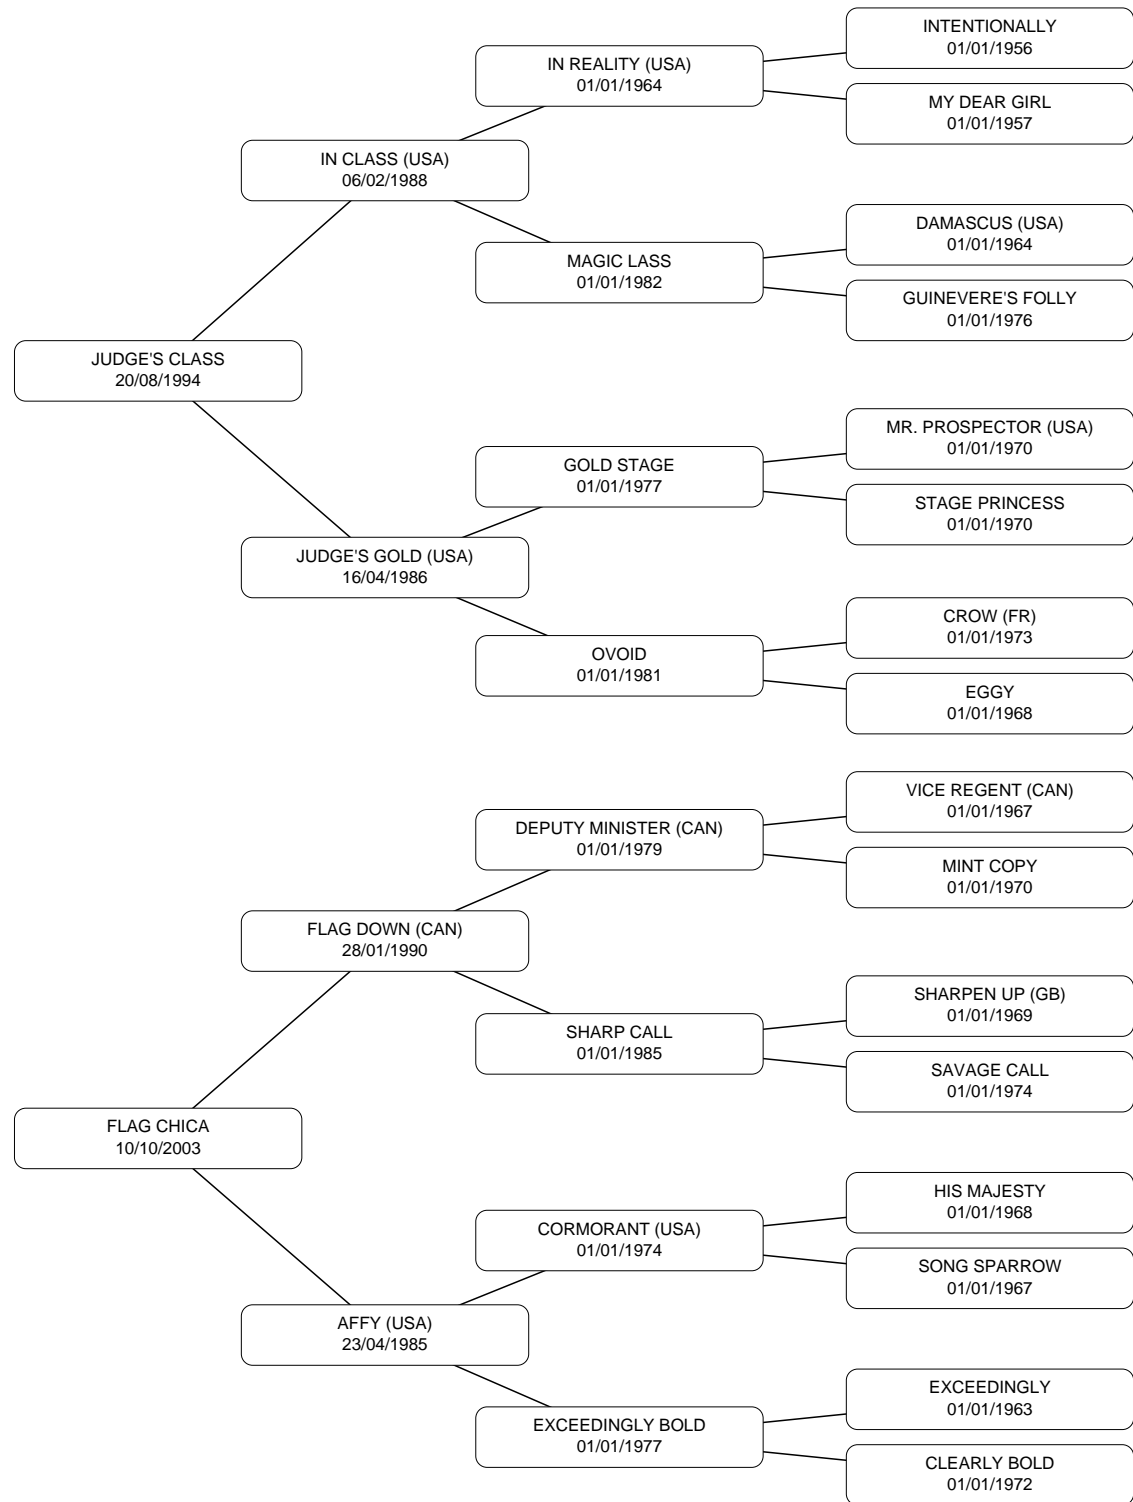 INTENTIONALLY
01/01/1956
IN REALITY (USA)
01/01/1964
MY DEAR GIRL
01/01/1957
IN CLASS (USA)
06/02/1988
DAMASCUS (USA)
01/01/1964
MAGIC LASS
01/01/1982
GUINEVERE'S FOLLY
01/01/1976
JUDGE'S CLASS
20/08/1994
MR. PROSPECTOR (USA)
01/01/1970
GOLD STAGE
01/01/1977
STAGE PRINCESS
01/01/1970
JUDGE'S GOLD (USA)
16/04/1986
CROW (FR)
01/01/1973
OVOID
01/01/1981
EGGY
01/01/1968
VICE REGENT (CAN)
01/01/1967
DEPUTY MINISTER (CAN)
01/01/1979
MINT COPY
01/01/1970
FLAG DOWN (CAN)
28/01/1990
SHARPEN UP (GB)
01/01/1969
SHARP CALL
01/01/1985
SAVAGE CALL
01/01/1974
FLAG CHICA
10/10/2003
HIS MAJESTY
01/01/1968
CORMORANT (USA)
01/01/1974
SONG SPARROW
01/01/1967
AFFY (USA)
23/04/1985
EXCEEDINGLY
01/01/1963
EXCEEDINGLY BOLD
01/01/1977
CLEARLY BOLD
01/01/1972